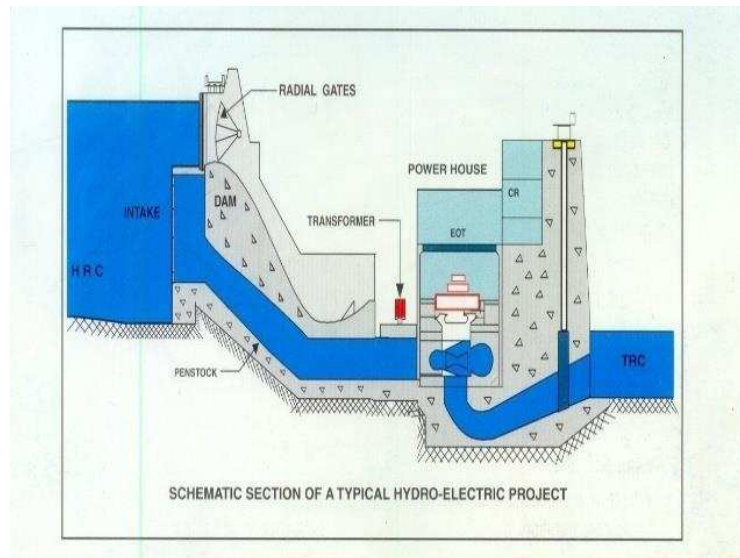 RADIAL GATES
POWER HOUSE
CR
INTAKE
DAM
TRANSFORMER
EOT
H.R.C
PENSTOCK
TRC
SCHEMATIC SECTION OF A TYPICAL HYDRO-ELECTRIC PROJECT